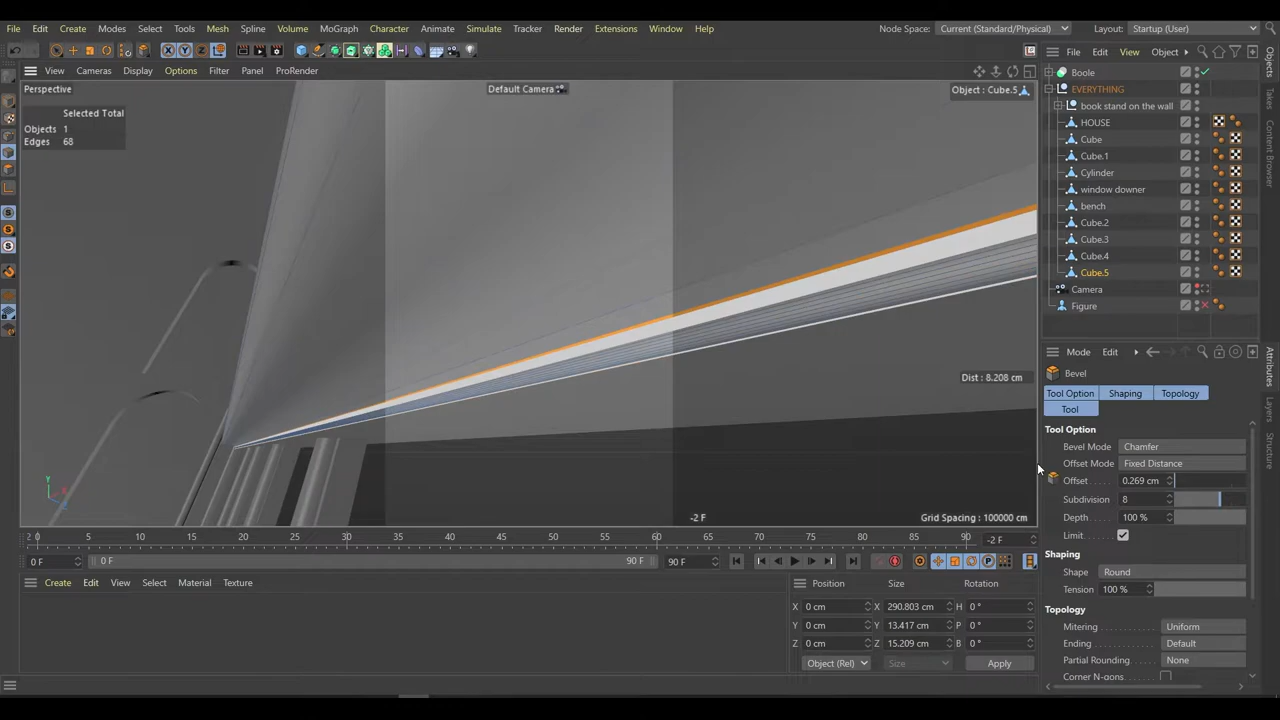 File Edit Create Modes Select Tools Mesh Spline Volume MoGraph Character Animate Simulate Tracker Render Extensions Window Help Node Space: Current (Standard/Physical) Layout: Startup (User)
View Cameras Display Options Filter Panel ProRender
File Edit View Object
Perspective Default Camera Object : Cube.5
Selected Total
Objects 1
Edges 68
Dist : 8.208 cm
-2 F Grid Spacing : 100000 cm
Boole
EVERYTHING
book stand on the wall
HOUSE
Cube
Cube.1
Cylinder
window downer
bench
Cube.2
Cube.3
Cube.4
Cube.5
Camera
Figure
Objects
Takes
Content Browser
Mode Edit
Bevel
Tool Option Shaping Topology
Tool
Tool Option
Bevel Mode Chamfer
Offset Mode Fixed Distance
Offset . . . . 0.269 cm
Subdivision 8
Depth . . . . 100 %
Limit . . . . .
Shaping
Shape Round
Tension 100 %
Topology
Mitering Uniform
Ending Default
Partial Rounding None
Corner N-gons
Attributes
Layers
Structure
0 5 10 15 20 25 30 35 40 45 50 55 60 65 70 75 80 85 90 -2 F
0 F 0 F 90 F 90 F
Create Edit View Select Material Texture
Position Size Rotation
X 0 cm X 290.803 cm H 0 °
Y 0 cm Y 13.417 cm P 0 °
Z 0 cm Z 15.209 cm B 0 °
Object (Rel) Size Apply